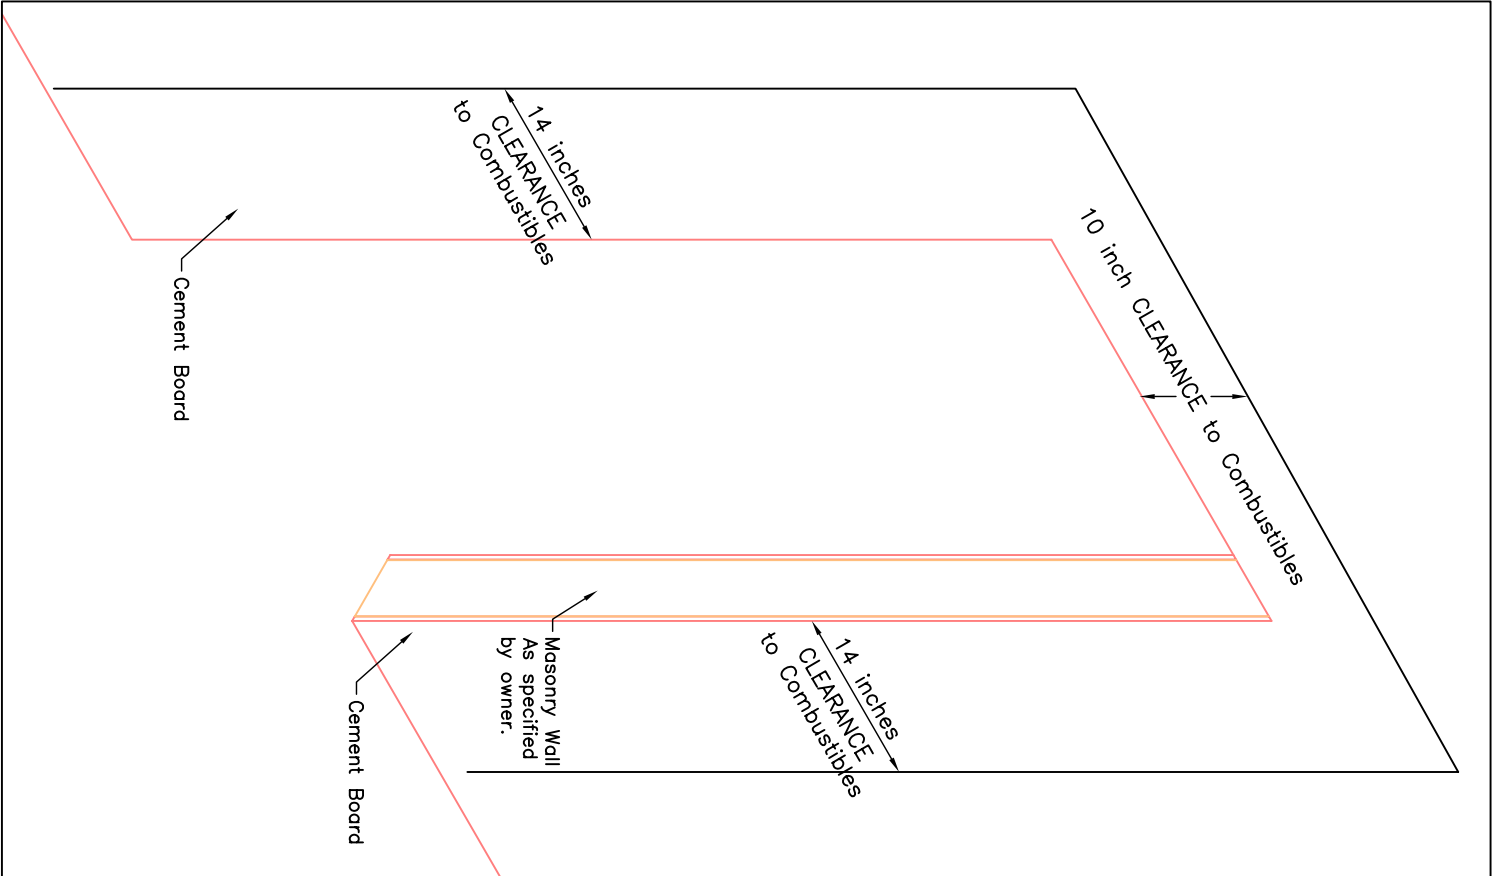 10 inch CLEARANCE to Combustibles
14 inches
CLEARANCE
to Combustibles
14 inches
CLEARANCE
to Combustibles
Masonry Wall
As specified
by owner.
Cement Board
Cement Board